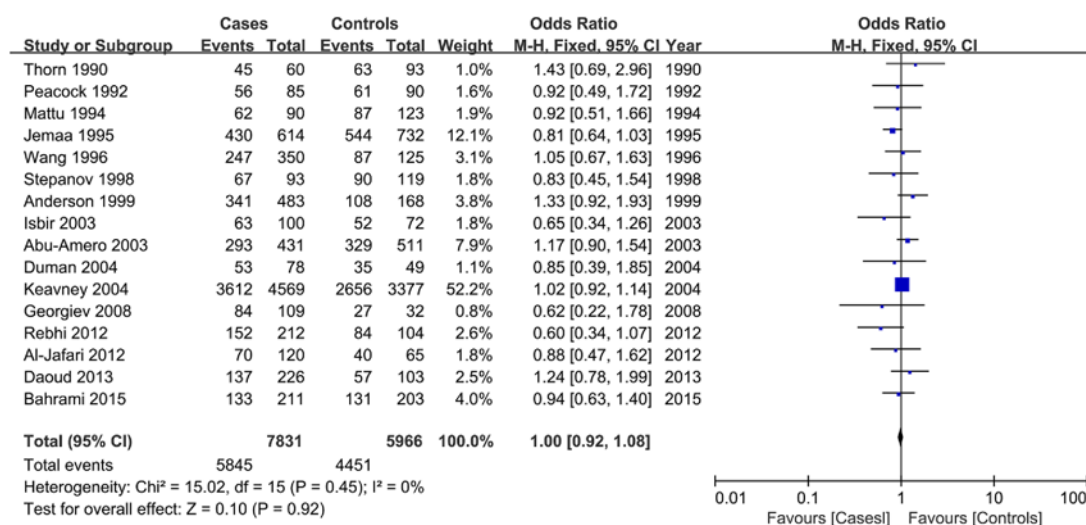 Cases Controls Odds Ratio Odds Ratio
Study or Subgroup Events Total Events Total Weight M-H, Fixed, 95% CI Year M-H, Fixed, 95% CI
Thorn 1990 45 60 63 93 1.0% 1.43 [0.69, 2.96] 1990
Peacock 1992 56 85 61 90 1.6% 0.92 [0.49, 1.72] 1992
Mattu 1994 62 90 87 123 1.9% 0.92 [0.51, 1.66] 1994
Jemaa 1995 430 614 544 732 12.1% 0.81 [0.64, 1.03] 1995
Wang 1996 247 350 87 125 3.1% 1.05 [0.67, 1.63] 1996
Stepanov 1998 67 93 90 119 1.8% 0.83 [0.45, 1.54] 1998
Anderson 1999 341 483 108 168 3.8% 1.33 [0.92, 1.93] 1999
Isbir 2003 63 100 52 72 1.8% 0.65 [0.34, 1.26] 2003
Abu-Amero 2003 293 431 329 511 7.9% 1.17 [0.90, 1.54] 2003
Duman 2004 53 78 35 49 1.1% 0.85 [0.39, 1.85] 2004
Keavney 2004 3612 4569 2656 3377 52.2% 1.02 [0.92, 1.14] 2004
Georgiev 2008 84 109 27 32 0.8% 0.62 [0.22, 1.78] 2008
Rebhi 2012 152 212 84 104 2.6% 0.60 [0.34, 1.07] 2012
Al-Jafari 2012 70 120 40 65 1.8% 0.88 [0.47, 1.62] 2012
Daoud 2013 137 226 57 103 2.5% 1.24 [0.78, 1.99] 2013
Bahrami 2015 133 211 131 203 4.0% 0.94 [0.63, 1.40] 2015
Total (95% CI) 7831 5966 100.0% 1.00 [0.92, 1.08]
Total events 5845 4451
Heterogeneity: Chi² = 15.02, df = 15 (P = 0.45); I² = 0%
Test for overall effect: Z = 0.10 (P = 0.92)
0.01 0.1 1 10 100
Favours [Casesl] Favours [Controls]